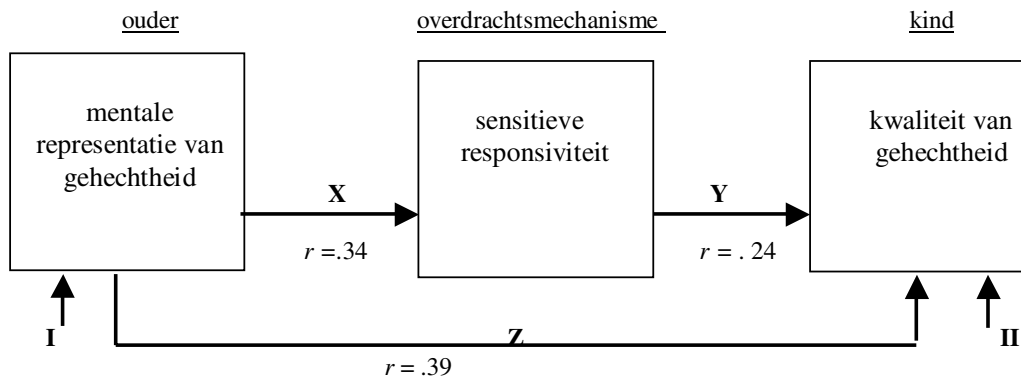 ouder
overdrachtsmechanisme
kind
mentale
representatie van
gehechtheid
sensitieve
responsiviteit
kwaliteit van
gehechtheid
X
Y
r =.34
r = . 24
I
Z
II
r = .39